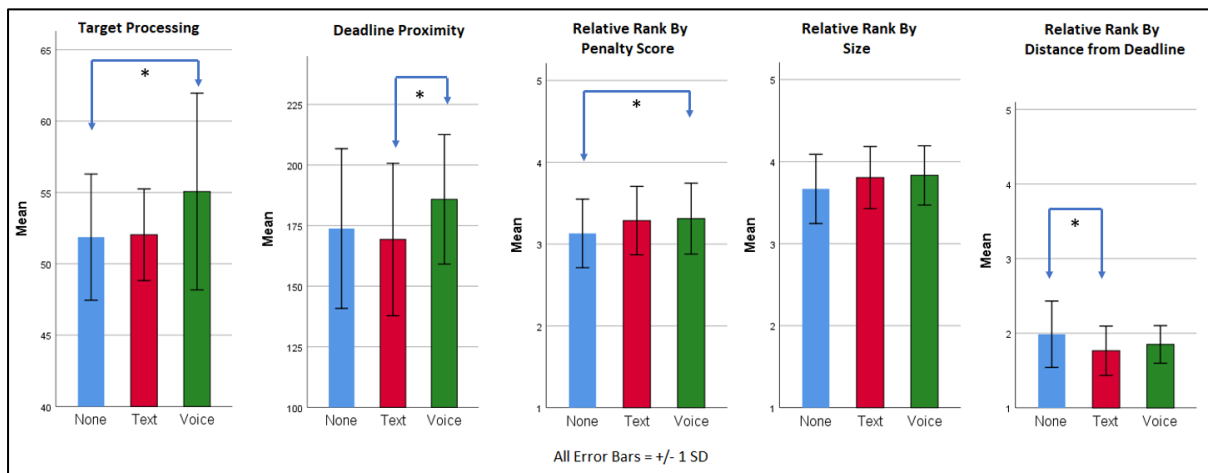 Target Processing
65
60
55
50
45
40
Mean
*
None Text Voice
Deadline Proximity
225
200
175
150
125
100
Mean
*
None Text Voice
Relative Rank By
Penalty Score
5
4
3
2
1
Mean
*
None Text Voice
Relative Rank By
Size
5
4
3
2
1
Mean
None Text Voice
Relative Rank By
Distance from Deadline
5
4
3
2
1
Mean
*
None Text Voice
All Error Bars = +/- 1 SD